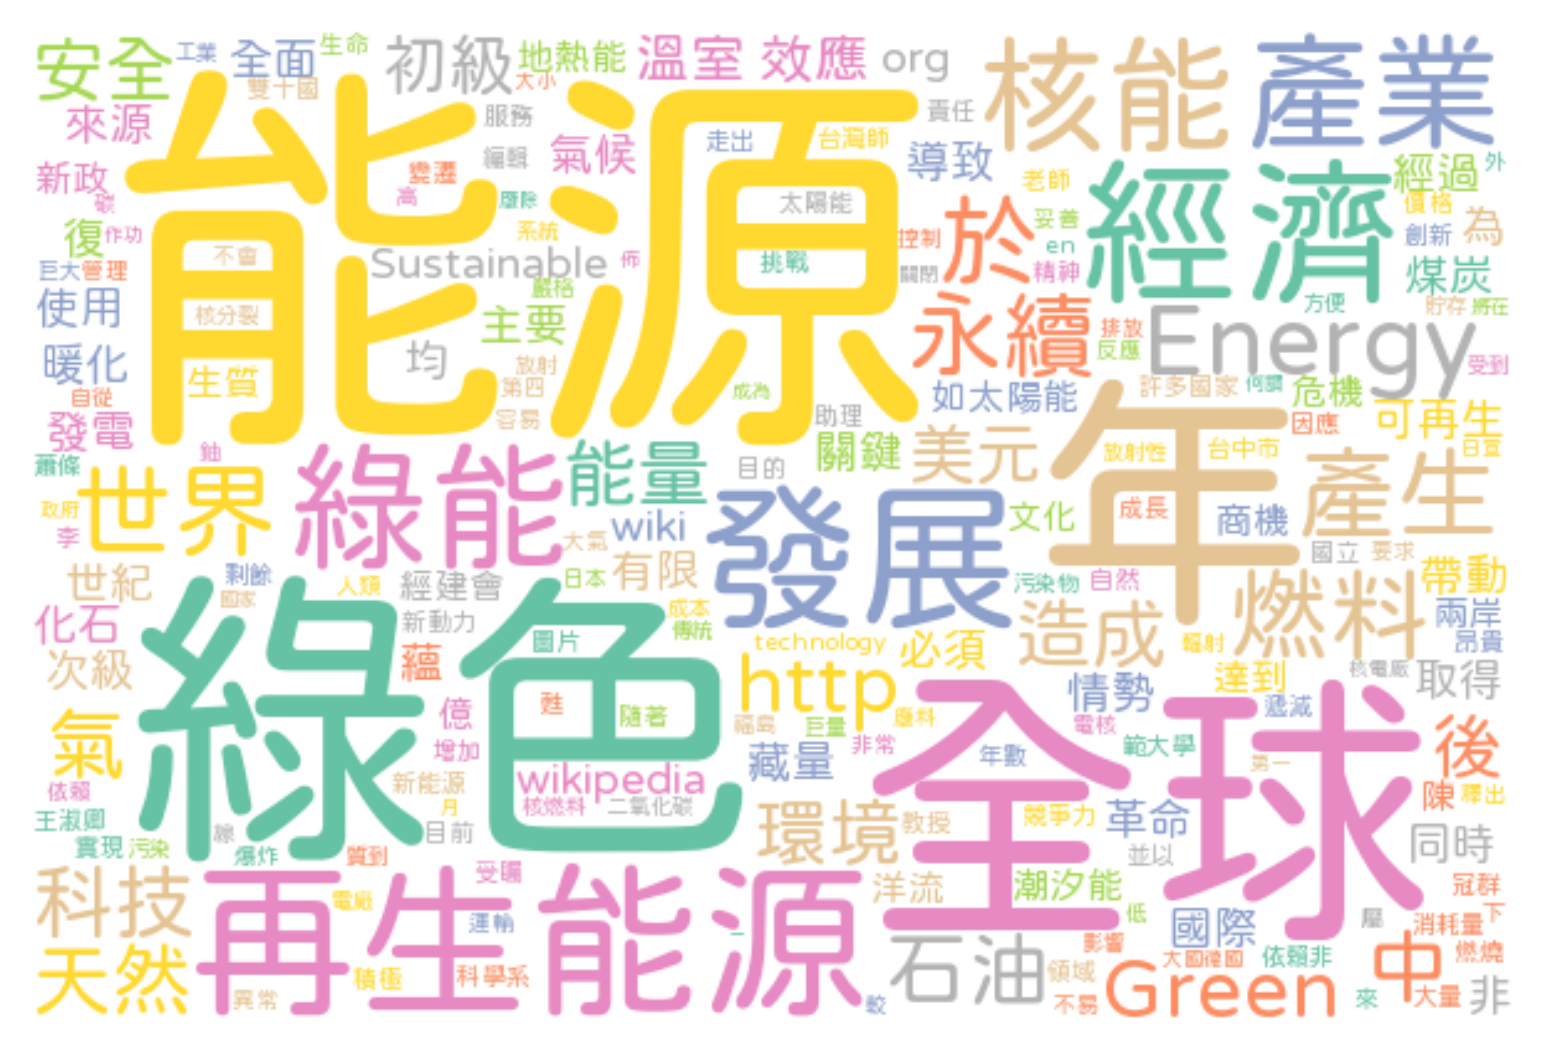 安全
工業
全面
生命
初級
地熱能
溫室
效應
org
核能
產業
大小
雙十國
來源
能源
服務
責任
氣候
走出
台灣師
導致
編輯
新政
變遷
碳
高
廢除
太陽能
老師
經濟
經過
外
價格
於
妥善
en
創新
為
復
作功
系統
控制
不會
Sustainable
佈
挑戰
關閉
精神
煤炭
巨大
管理
嚴格
方便
貯存
將在
使用
核分裂
主要
永續
排放
反應
Energy
暖化
均
放射
第四
受到
生質
自從
成為
如太陽能
許多國家
何謂
危機
容易
助理
因應
可再生
發電
鈾
年
蕭條
綠能
能量
目的
關鍵
美元
放射性
台中市
日宣
產生
世界
政府
李
wiki
發展
文化
成長
商機
大氣
國立
要求
世紀
剩餘
國家
人類
經建會
日本
有限
污染物
自然
燃料
帶動
化石
綠色
新動力
成本
傳統
兩岸
昂貴
圖片
technology
必須
造成
輻射
次級
蘊
http
情勢
達到
核電廠
取得
氣
億
甦
隨著
福島
巨量
廢料
全球
遞減
電核
後
增加
藏量
非常
年數
範大學
第一
依賴
新能源
wikipedia
月
核燃料
二氧化碳
陳
釋出
王淑卿
線
目前
環境
教授
競爭力
革命
實現
污染
爆炸
質到
並以
同時
科技
再生能源
受矚
電廠
運輸
洋流
潮汐能
低
冠群
屬
消耗量
下
國際
天然
積極
科學系
一
石油
影響
領域
大國德國
依賴非
中
燃燒
異常
較
不易
Green
來
大量
非